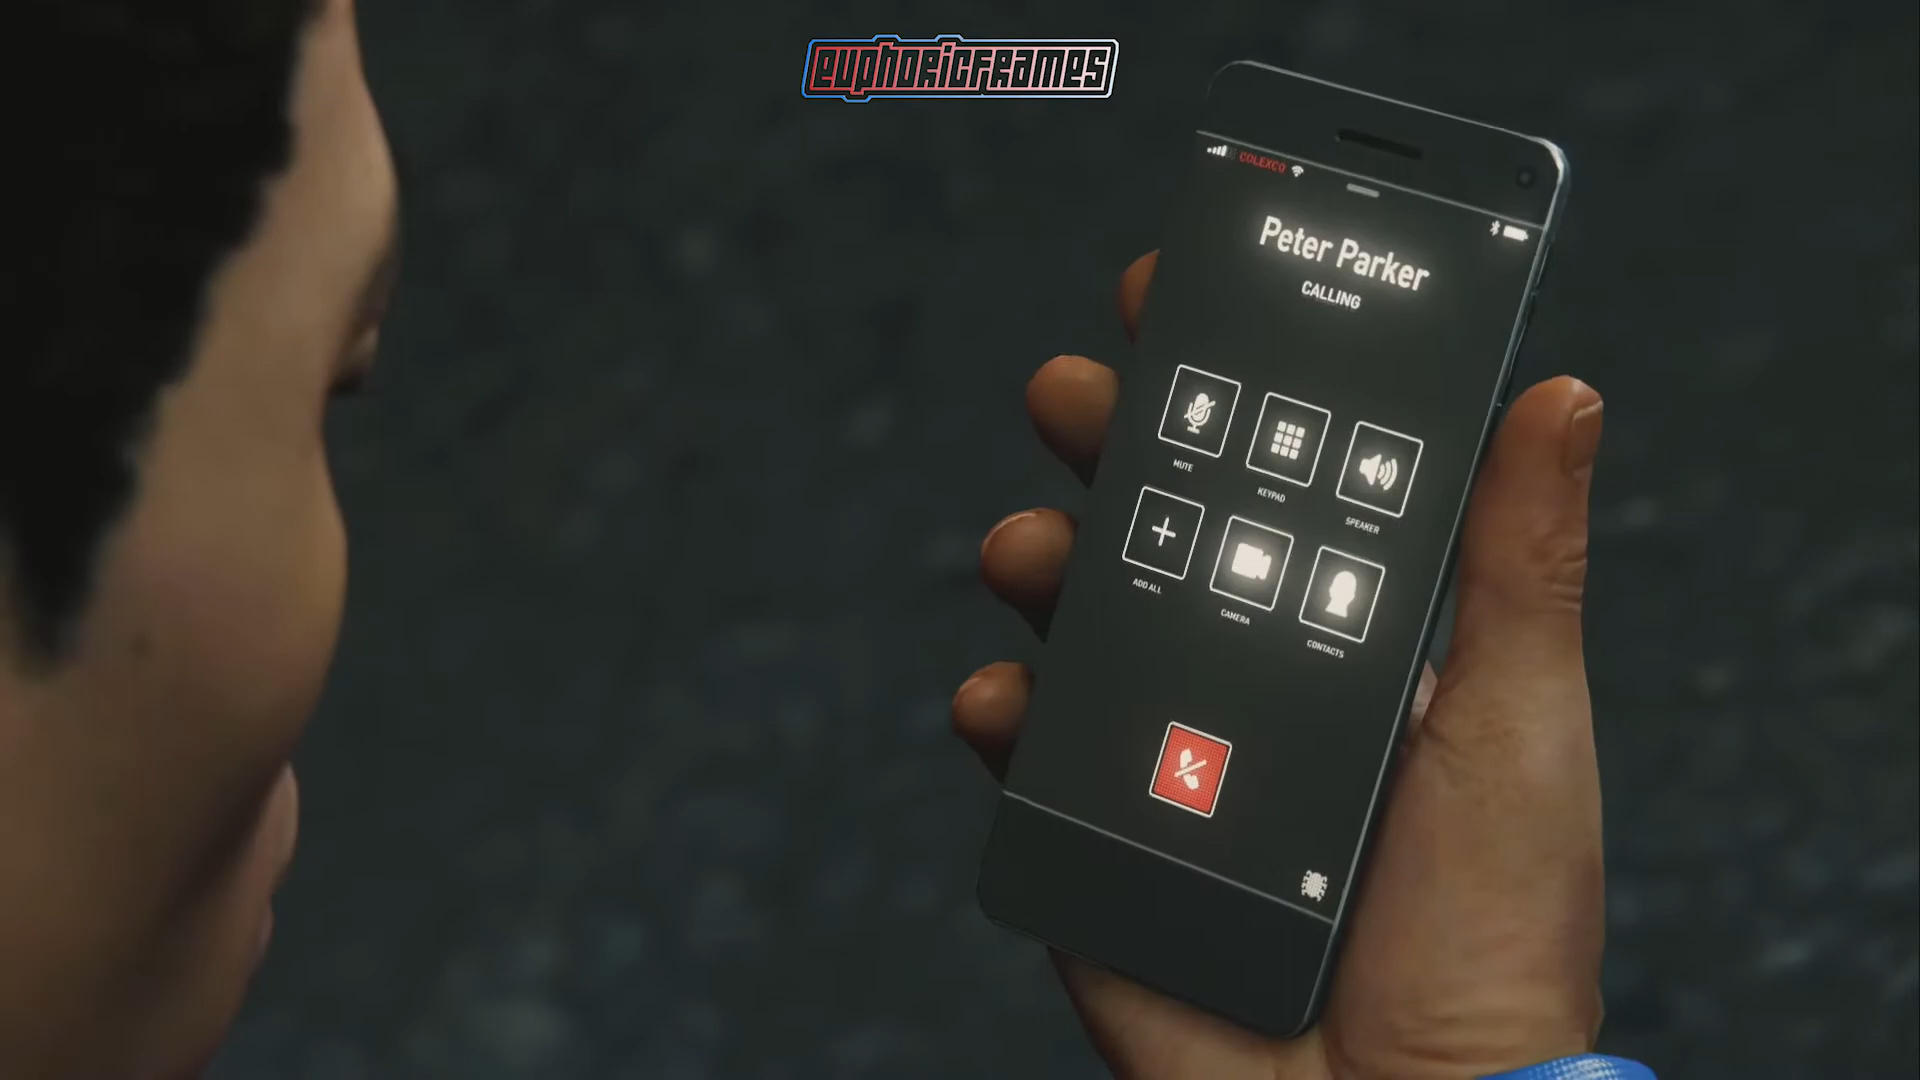 euphoricframes
COLEXCO
Peter Parker
CALLING
MUTE
KEYPAD
SPEAKER
ADD ALL
CAMERA
CONTACTS